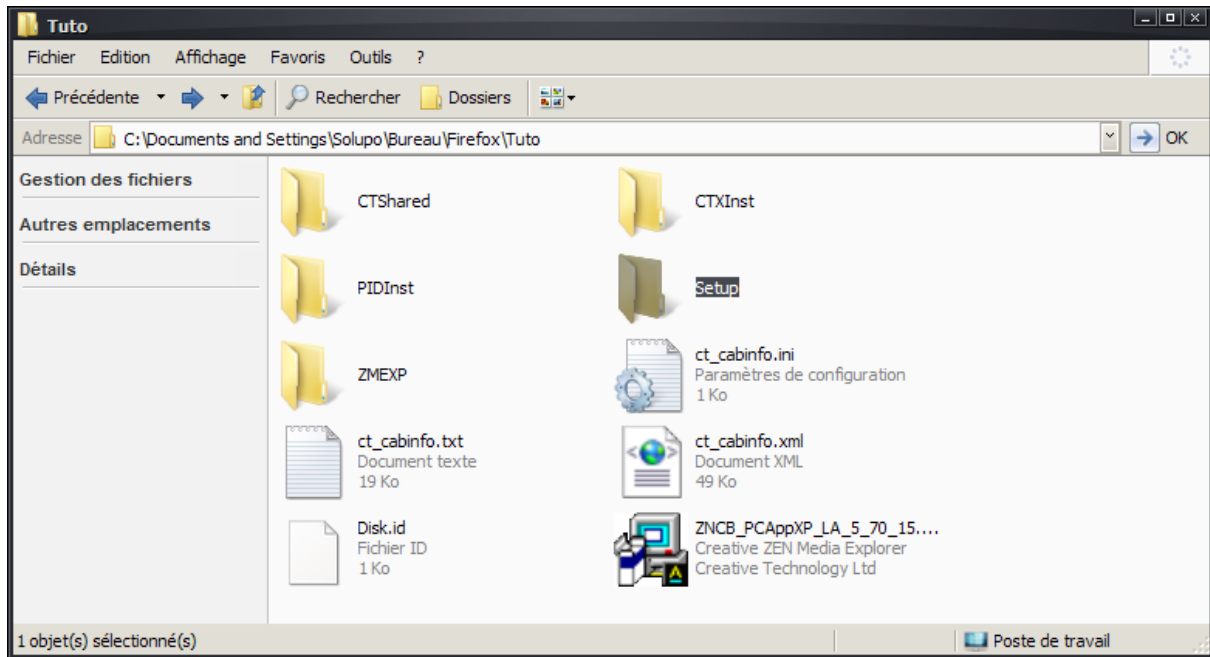 Tuto
Fichier Edition Affichage Favoris Outils ?
Précédente Rechercher Dossiers
Adresse C:\Documents and Settings\Solupo\Bureau\Firefox\Tuto OK
Gestion des fichiers
Autres emplacements
Détails
CTShared
CTXInst
PIDInst
Setup
ZMEXP
ct_cabinfo.ini
Paramètres de configuration
1 Ko
ct_cabinfo.txt
Document texte
19 Ko
ct_cabinfo.xml
Document XML
49 Ko
Disk.id
Fichier ID
1 Ko
ZNCB_PCAppXP_LA_5_70_15....
Creative ZEN Media Explorer
Creative Technology Ltd
1 objet(s) sélectionné(s)
Poste de travail